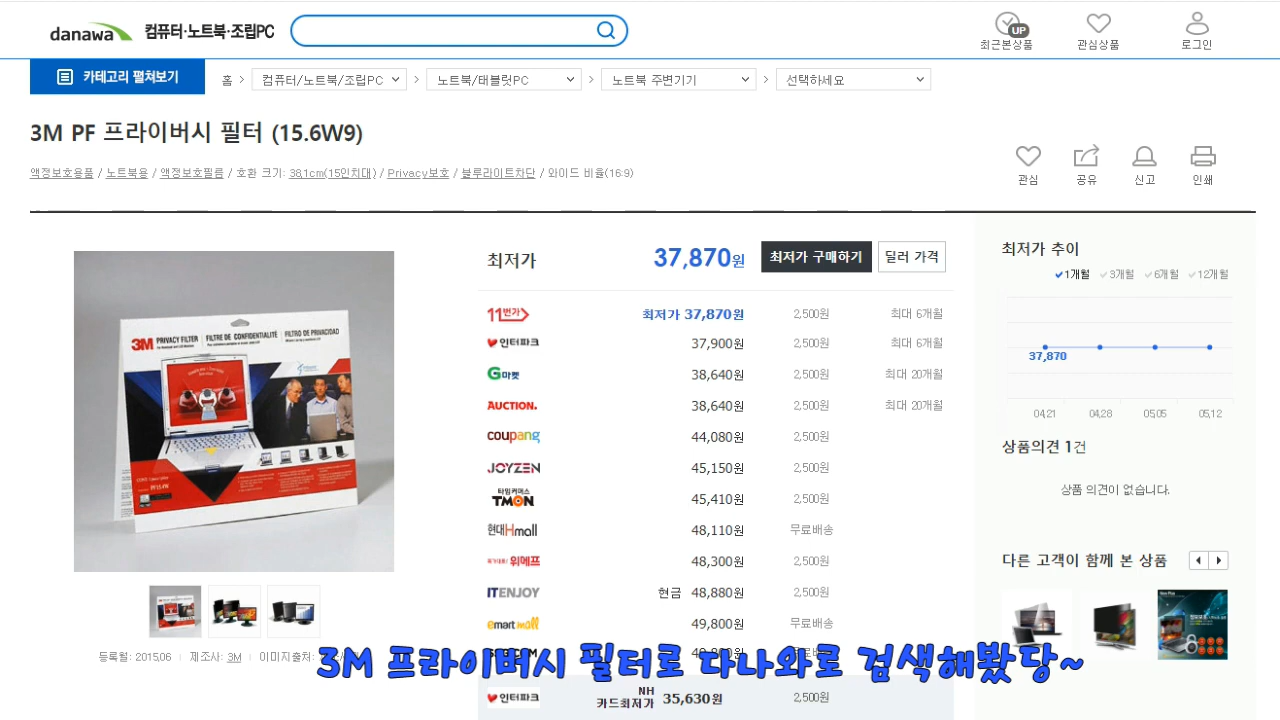 danawa 컴퓨터·노트북·조립PC
UP
최근본상품 관심상품 로그인
카테고리 펼쳐보기 홈 > 컴퓨터/노트북/조립PC > 노트북/태블릿PC > 노트북 주변기기 > 선택하세요
3M PF 프라이버시 필터 (15.6W9)
액정보호용품 / 노트북용 / 액정보호필름 / 호환 크기: 38.1cm(15인치대) / Privacy보호 / 블루라이트차단 / 와이드 비율(16:9)
관심 공유 신고 인쇄
3M PRIVACY FILTER FILTRE DE CONFIDENTIALITÉ FILTRO DE PRIVACIDAD
등록월: 2015.06 제조사: 3M 이미지출처:
최저가 37,870원 최저가 구매하기 딜러 가격
11번가 최저가 37,870원 2,500원 최대 6개월
인터파크 37,900원 2,500원 최대 6개월
G마켓 38,640원 2,500원 최대 20개월
AUCTION. 38,640원 2,500원 최대 20개월
coupang 44,080원 2,500원
JOYZEN 45,150원 2,500원
타임커머스
TMON 45,410원 2,500원
현대Hmall 48,110원 무료배송
위메프 48,300원 2,500원
ITENJOY 현금 48,880원 2,500원
emart mall 49,800원 무료배송
인터파크 NH 카드최저가 35,630원 2,500원
최저가 추이
1개월 3개월 6개월 12개월
37,870
04,21 04,28 05,05 05,12
상품의견 1건
상품 의견이 없습니다.
다른 고객이 함께 본 상품
3M 프라이버시 필터로 다나와로 검색해봤당~